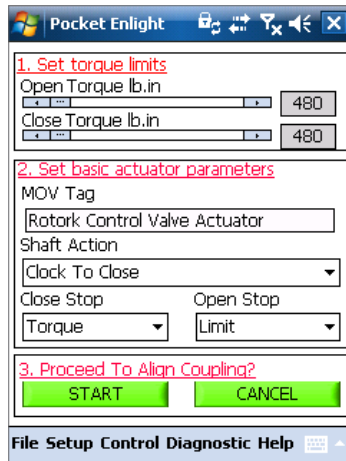 Pocket Enlight
1. Set torque limits
Open Torque lb.in
480
Close Torque lb.in
480
2. Set basic actuator parameters
MOV Tag
Rotork Control Valve Actuator
Shaft Action
Clock To Close
Close Stop Open Stop
Torque Limit
3. Proceed To Align Coupling?
START CANCEL
File Setup Control Diagnostic Help